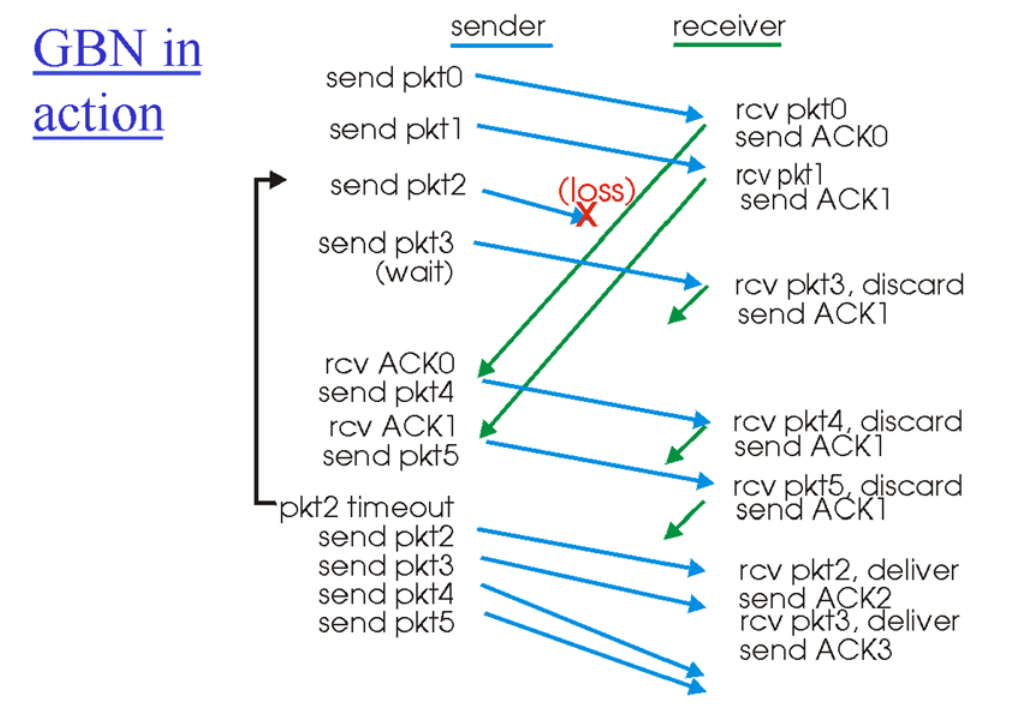 GBN in
action
sender
receiver
send pkt0
rcv pkt0
send ACK0
send pkt1
rcv pkt1
send ACK1
send pkt2
(loss)
X
send pkt3
(wait)
rcv pkt3, discard
send ACK1
rcv ACK0
send pkt4
rcv ACK1
send pkt5
rcv pkt4, discard
send ACK1
rcv pkt5, discard
send ACK1
pkt2 timeout
send pkt2
send pkt3
send pkt4
send pkt5
rcv pkt2, deliver
send ACK2
rcv pkt3, deliver
send ACK3